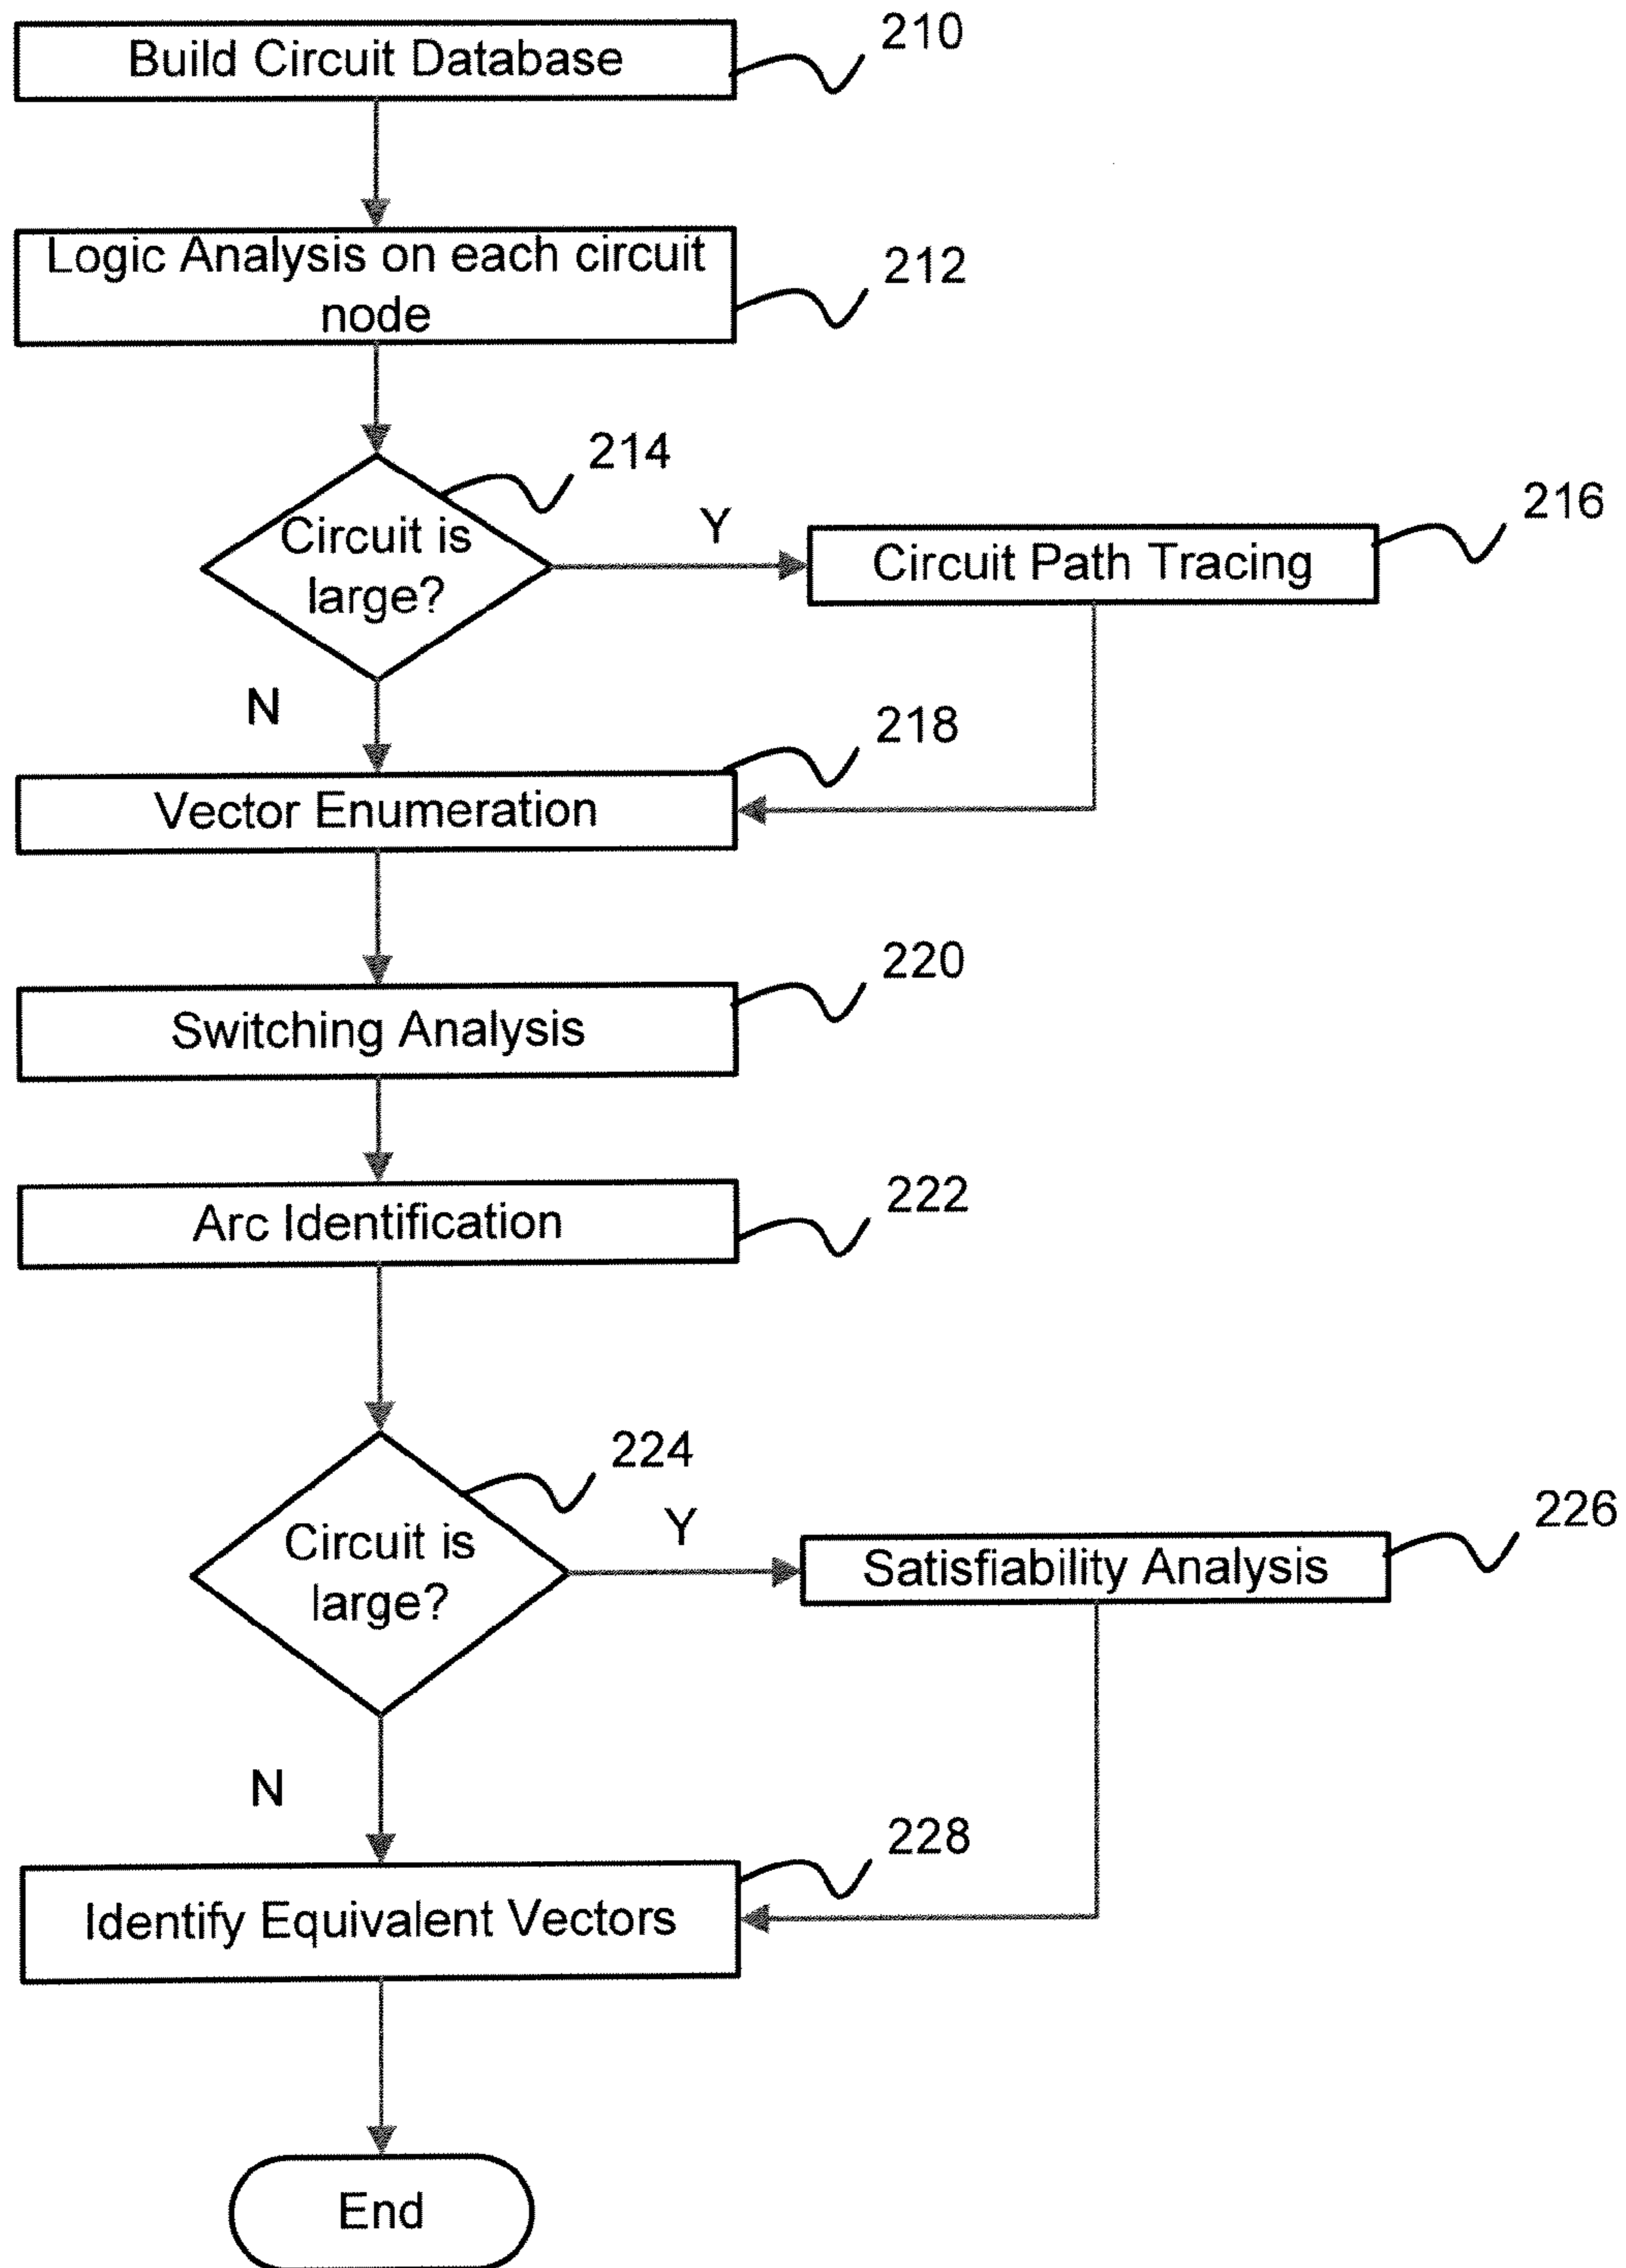 Build Circuit Database
210
Logic Analysis on each circuit
node
212
214
Circuit is
large?
Y
Circuit Path Tracing
216
N
218
Vector Enumeration
220
Switching Analysis
Arc Identification
222
224
Circuit is
large?
Y
Satisfiability Analysis
226
N
228
Identify Equivalent Vectors
End